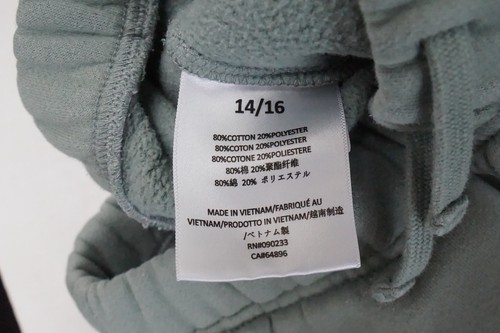 14/16
80%COTTON 20%POLYESTER
80%COTTON 20%POLYESTER
80%COTONE 20%POLIESTERE
80%棉 20%聚酯纤维
80%綿 20% ポリエステル
MADE IN VIETNAM/FABRIQUÉ AU
VIETNAM/PRODOTTO IN VIETNAM/越南制造
/ベトナム製
RN#090233
CA#64896